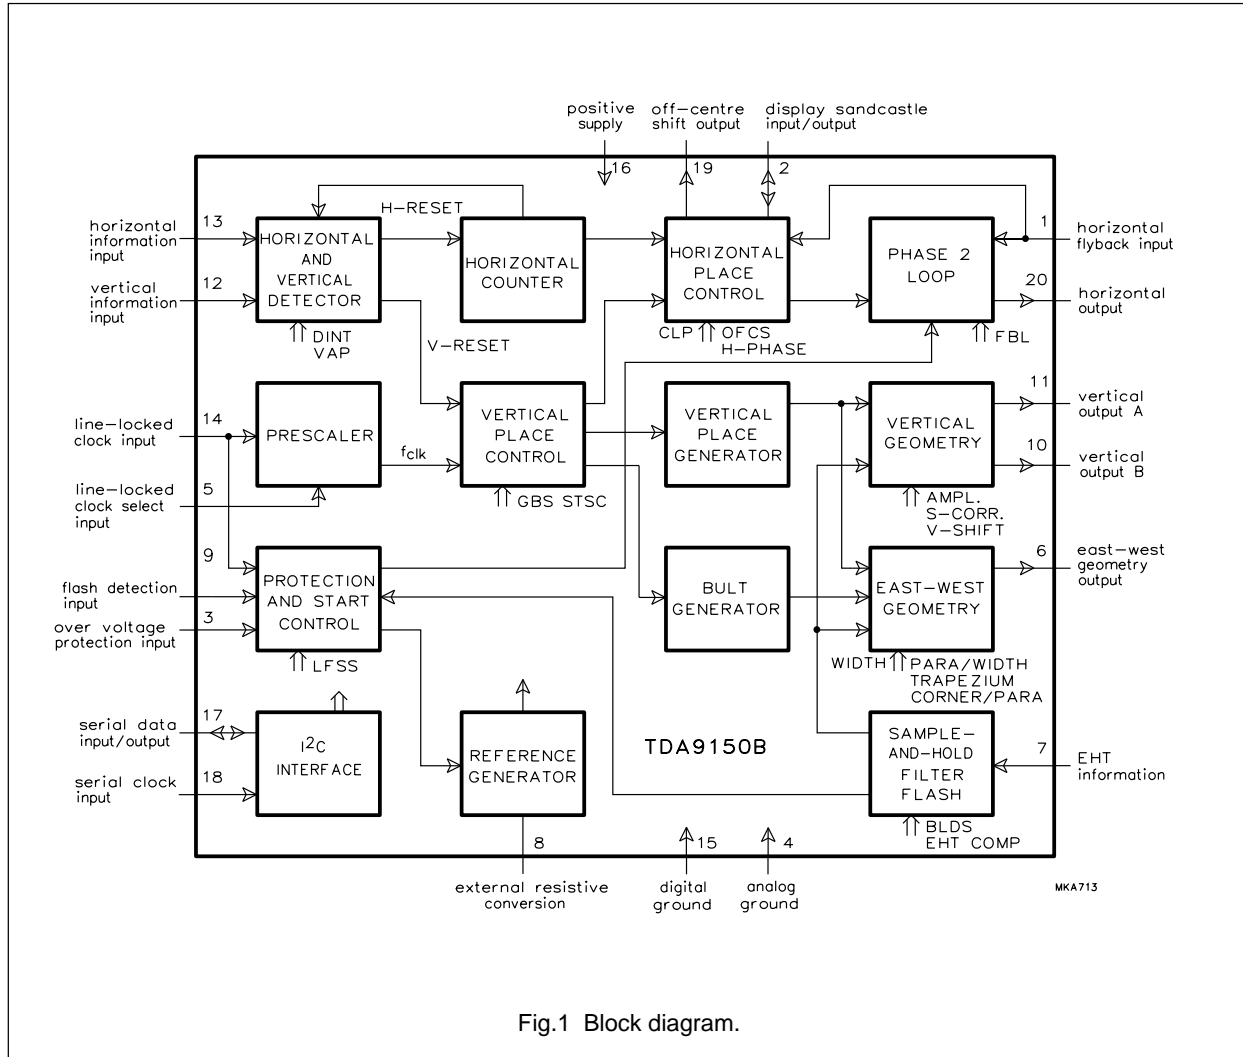 positive
supply
off-centre
shift output
display sandcastle
input/output
16
19
2
13
horizontal
information
input
12
vertical
information
input
HORIZONTAL
AND
VERTICAL
DETECTOR
H-RESET
HORIZONTAL
COUNTER
HORIZONTAL
PLACE
CONTROL
PHASE 2
LOOP
1
horizontal
flyback input
20
horizontal
output
DINT
VAP
V-RESET
CLP
OFCS
H-PHASE
FBL
14
line-locked
clock input
5
line-locked
clock select
input
PRESCALER
fclk
VERTICAL
PLACE
CONTROL
VERTICAL
PLACE
GENERATOR
VERTICAL
GEOMETRY
11
vertical
output A
10
vertical
output B
GBS STSC
AMPL.
S-CORR.
V-SHIFT
9
flash detection
input
3
over voltage
protection input
PROTECTION
AND START
CONTROL
BULT
GENERATOR
EAST-WEST
GEOMETRY
6
east-west
geometry
output
LFSS
WIDTH
PARA/WIDTH
TRAPEZIUM
CORNER/PARA
17
serial data
input/output
18
serial clock
input
I2C
INTERFACE
REFERENCE
GENERATOR
TDA9150B
SAMPLE-
AND-HOLD
FILTER
FLASH
7
EHT
information
BLDS
EHT COMP
8
15
4
external resistive
conversion
digital
ground
analog
ground
MKA713
Fig.1 Block diagram.